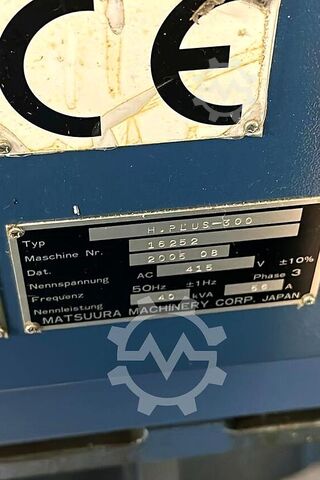 CE
Typ H.PLUS-300
Maschine Nr. 16252
Dat. 2005 08
Nennspannung AC 415 V ±10%
Frequenz 50Hz ±1Hz Phase 3
Nennleistung 40 kVA 56 A
MATSUURA MACHINERY CORP. JAPAN